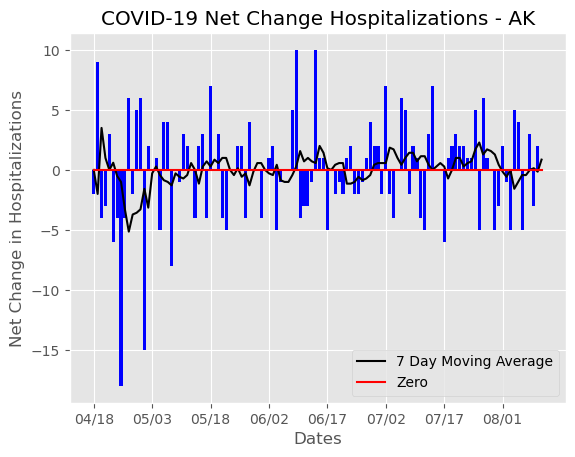 COVID-19 Net Change Hospitalizations - AK
Net Change in Hospitalizations
10
5
0
−5
−10
−15
7 Day Moving Average
Zero
04/18 05/03 05/18 06/02 06/17 07/02 07/17 08/01
Dates